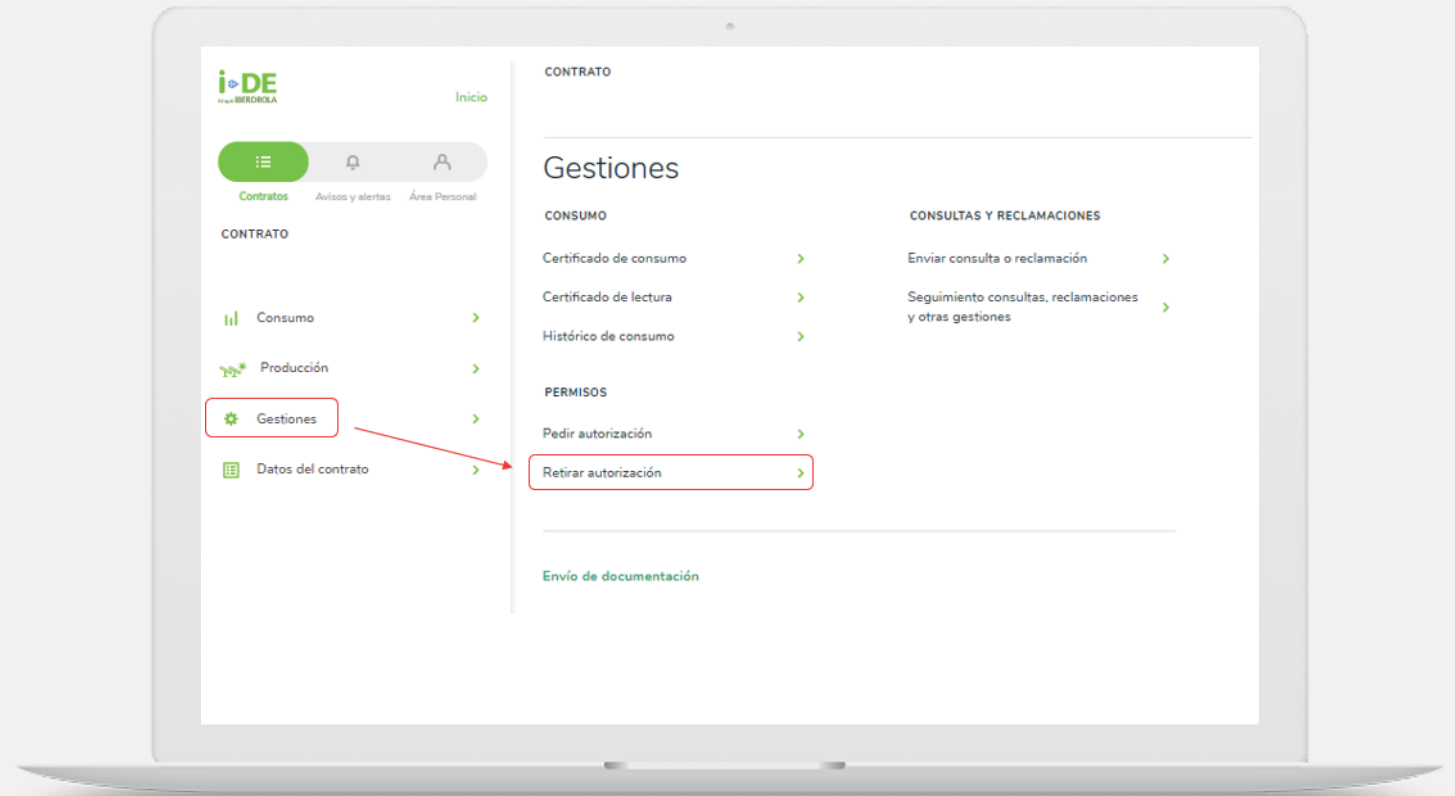 i-DE
Grupo IBERDROLA
Inicio
Contratos
Avisos y alertas
Área Personal
CONTRATO
Consumo
Producción
Gestiones
Datos del contrato
CONTRATO
Gestiones
CONSUMO
Certificado de consumo
Certificado de lectura
Histórico de consumo
PERMISOS
Pedir autorización
Retirar autorización
CONSULTAS Y RECLAMACIONES
Enviar consulta o reclamación
Seguimiento consultas, reclamaciones
y otras gestiones
Envío de documentación